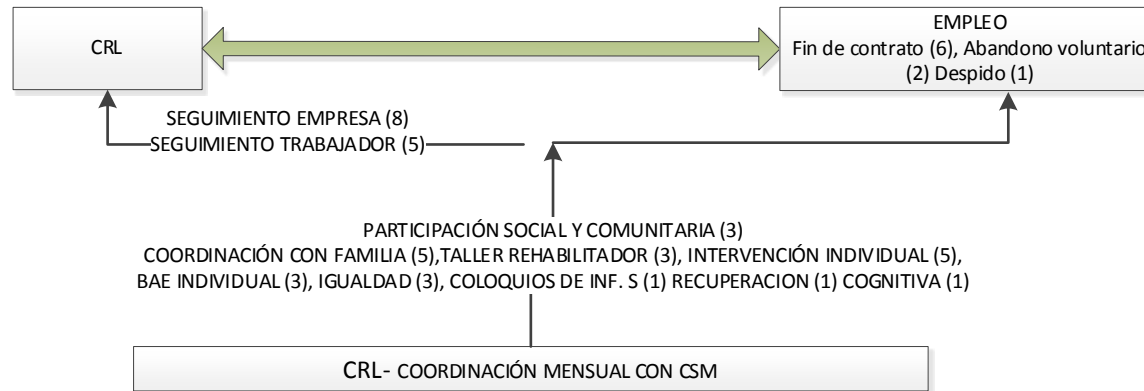 CRL
EMPLEO
Fin de contrato (6), Abandono voluntario
(2) Despido (1)
SEGUIMIENTO EMPRESA (8)
SEGUIMIENTO TRABAJADOR (5)
PARTICIPACIÓN SOCIAL Y COMUNITARIA (3)
COORDINACIÓN CON FAMILIA (5),TALLER REHABILITADOR (3), INTERVENCIÓN INDIVIDUAL (5),
BAE INDIVIDUAL (3), IGUALDAD (3), COLOQUIOS DE INF. S (1) RECUPERACION (1) COGNITIVA (1)
CRL- COORDINACIÓN MENSUAL CON CSM